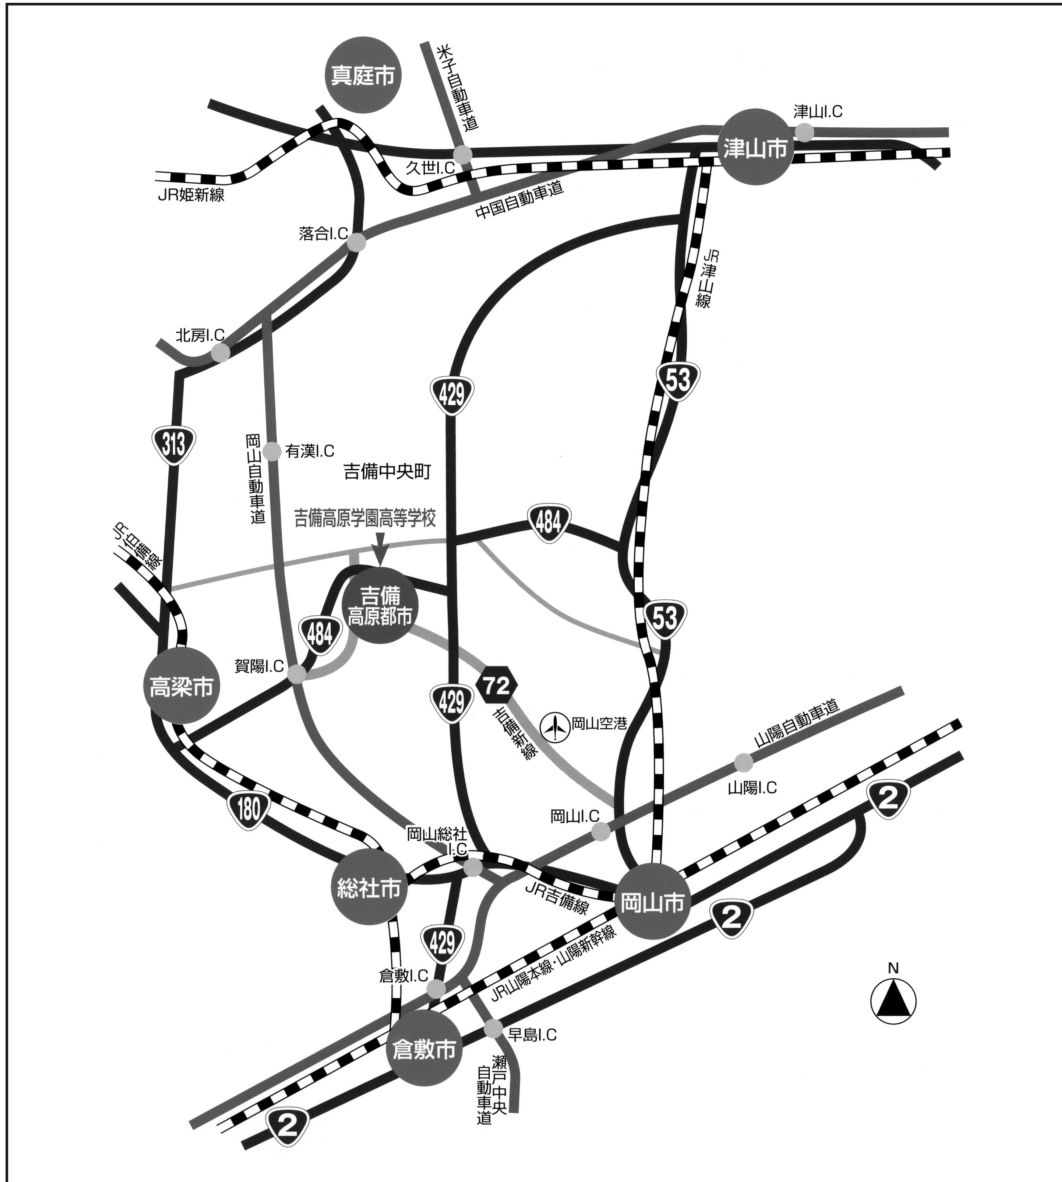 真庭市
米子自動車道
津山I.C
津山市
久世I.C
JR姫新線
中国自動車道
落合I.C
JR津山線
北房I.C
53
429
313
岡山自動車道
有漢I.C
吉備中央町
吉備高原学園高等学校
484
JR伯備線
吉備
高原都市
53
484
賀陽I.C
高梁市
72
429
吉備新線
岡山空港
山陽自動車道
山陽I.C
2
180
岡山I.C
岡山総社
I.C
総社市
JR吉備線
岡山市
2
429
JR山陽本線・山陽新幹線
倉敷I.C
N
早島I.C
倉敷市
瀬戸中央
自動車道
2